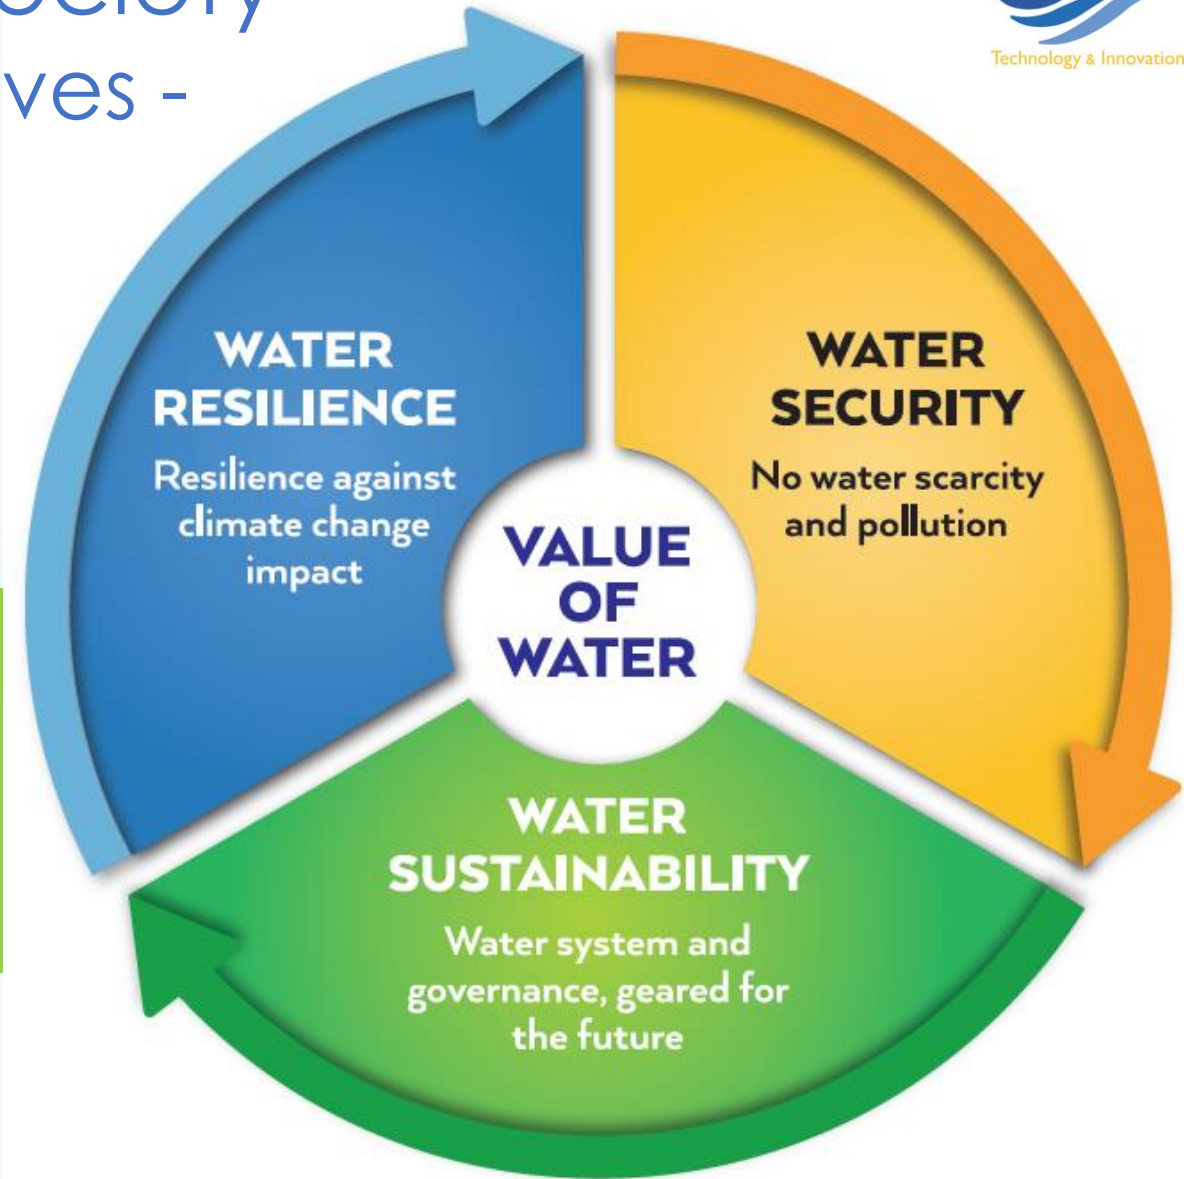 ves -
Technology & Innovation
WATER
RESILIENCE
Resilience against
climate change
impact
WATER
SECURITY
No water scarcity
and pollution
VALUE
OF
WATER
WATER
SUSTAINABILITY
Water system and
governance, geared for
the future